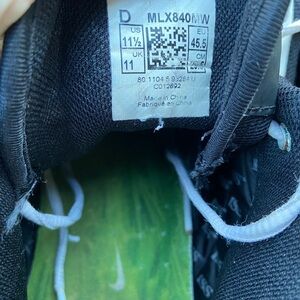 D MLX840MW
US
11½
UK
11
EU
45.5
CM
Made in China
Fabriqué en Chine